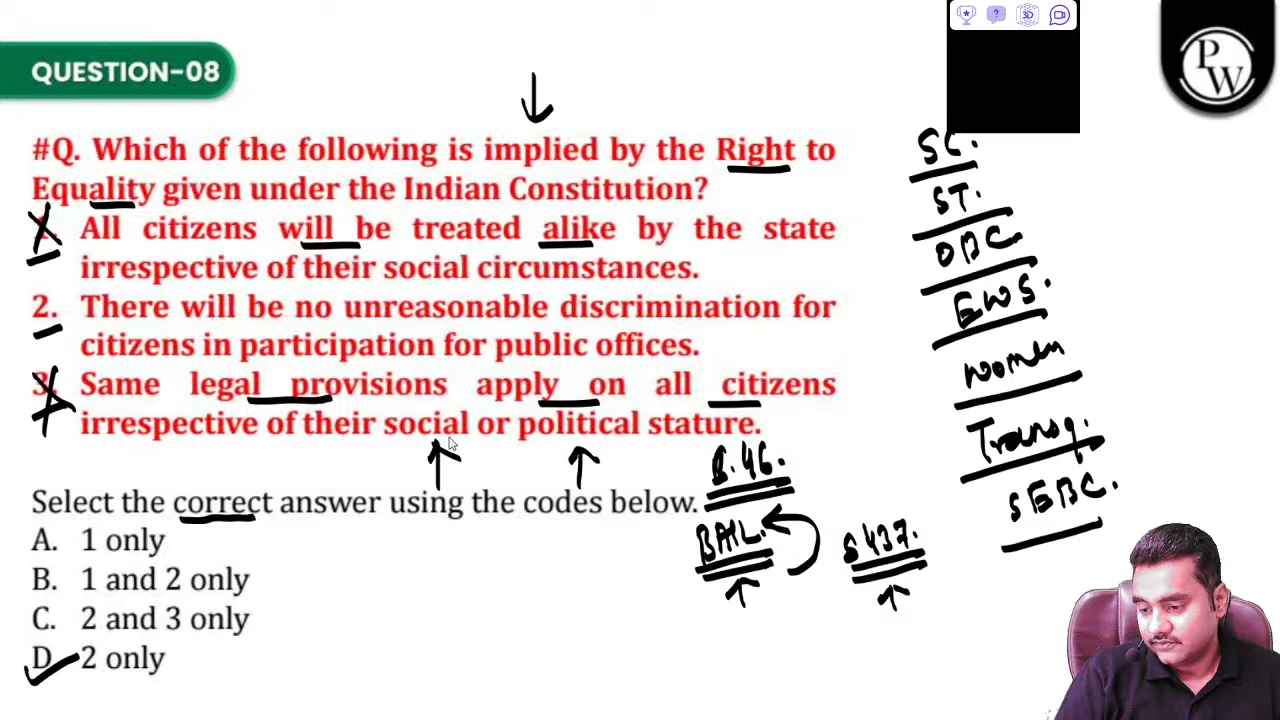 QUESTION-08
PW
#Q. Which of the following is implied by the Right to
Equality given under the Indian Constitution?
1. All citizens will be treated alike by the state
irrespective of their social circumstances.
2. There will be no unreasonable discrimination for
citizens in participation for public offices.
3. Same legal provisions apply on all citizens
irrespective of their social or political stature.
Select the correct answer using the codes below.
A. 1 only
B. 1 and 2 only
C. 2 and 3 only
D. 2 only
SC.
ST.
OBC.
EWS.
women
Transg.
SEBC.
46.
BAIL.
S 437.
3D
?